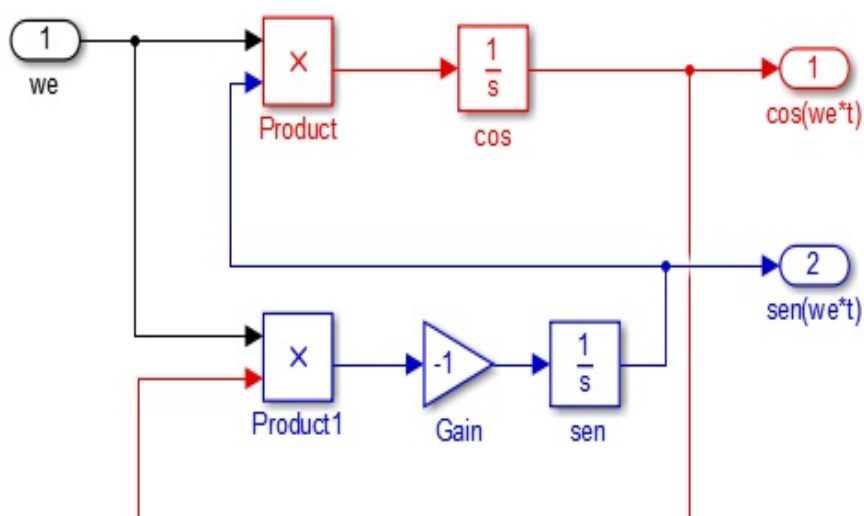 1
we
×
Product
1
s
cos
1
cos(we*t)
2
sen(we*t)
×
Product1
-1
Gain
1
s
sen